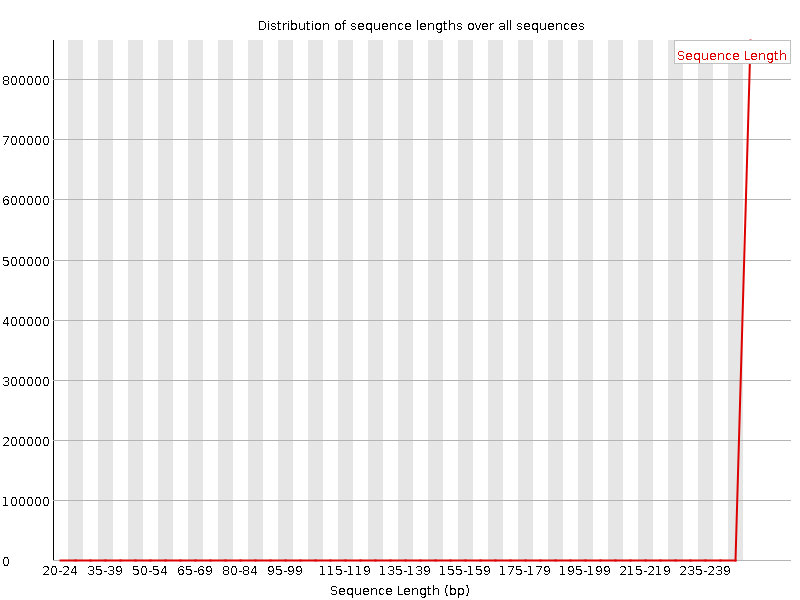 Distribution of sequence lengths over all sequences
Sequence Length
800000
700000
600000
500000
400000
300000
200000
100000
0
20-24 35-39 50-54 65-69 80-84 95-99 115-119 135-139 155-159 175-179 195-199 215-219 235-239
Sequence Length (bp)